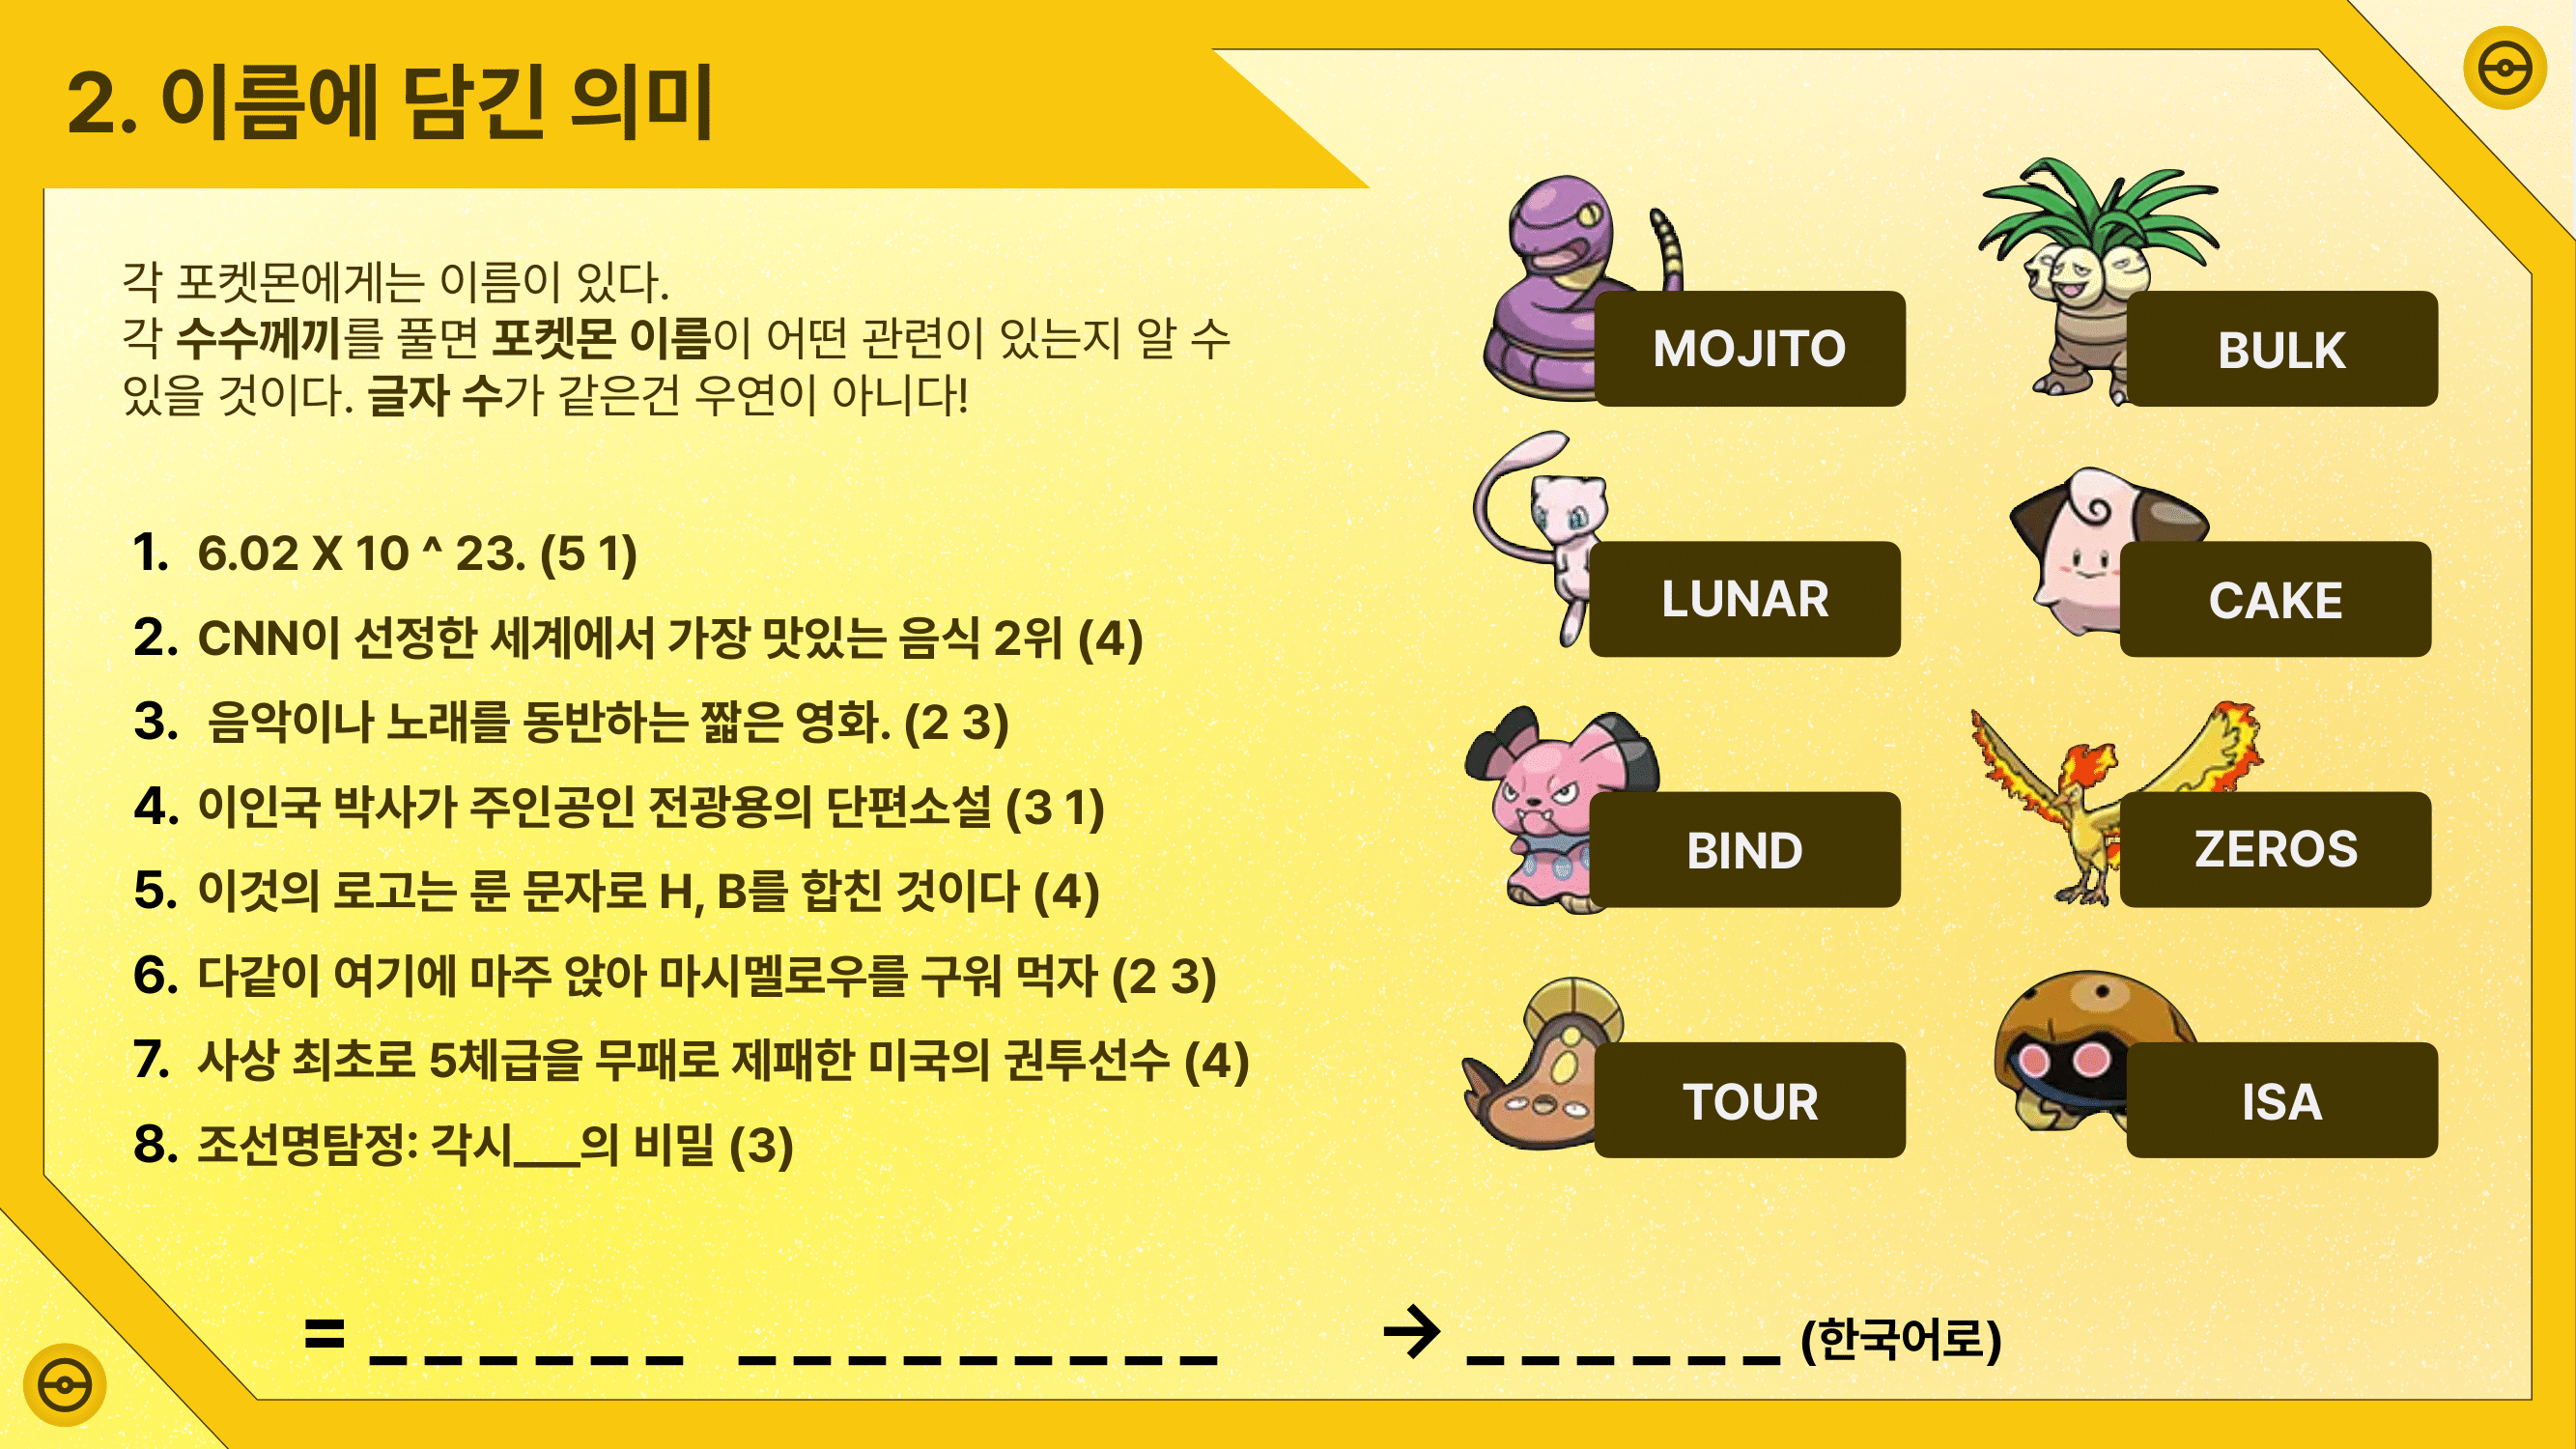 2. 이름에 담긴 의미
각 포켓몬에게는 이름이 있다.
각 수수께끼를 풀면 포켓몬 이름이 어떤 관련이 있는지 알 수
있을 것이다. 글자 수가 같은건 우연이 아니다!
1. 6.02 X 10 ^ 23. (5 1)
2. CNN이 선정한 세계에서 가장 맛있는 음식 2위 (4)
3. 음악이나 노래를 동반하는 짧은 영화. (2 3)
4. 이인국 박사가 주인공인 전광용의 단편소설 (3 1)
5. 이것의 로고는 룬 문자로 H, B를 합친 것이다 (4)
6. 다같이 여기에 마주 앉아 마시멜로우를 구워 먹자 (2 3)
7. 사상 최초로 5체급을 무패로 제패한 미국의 권투선수 (4)
8. 조선명탐정: 각시___의 비밀 (3)
MOJITO
BULK
LUNAR
CAKE
BIND
ZEROS
TOUR
ISA
= _ _ _ _ _ _ _ _ _ _ _ _ _ _ _ → _ _ _ _ _ _ (한국어로)